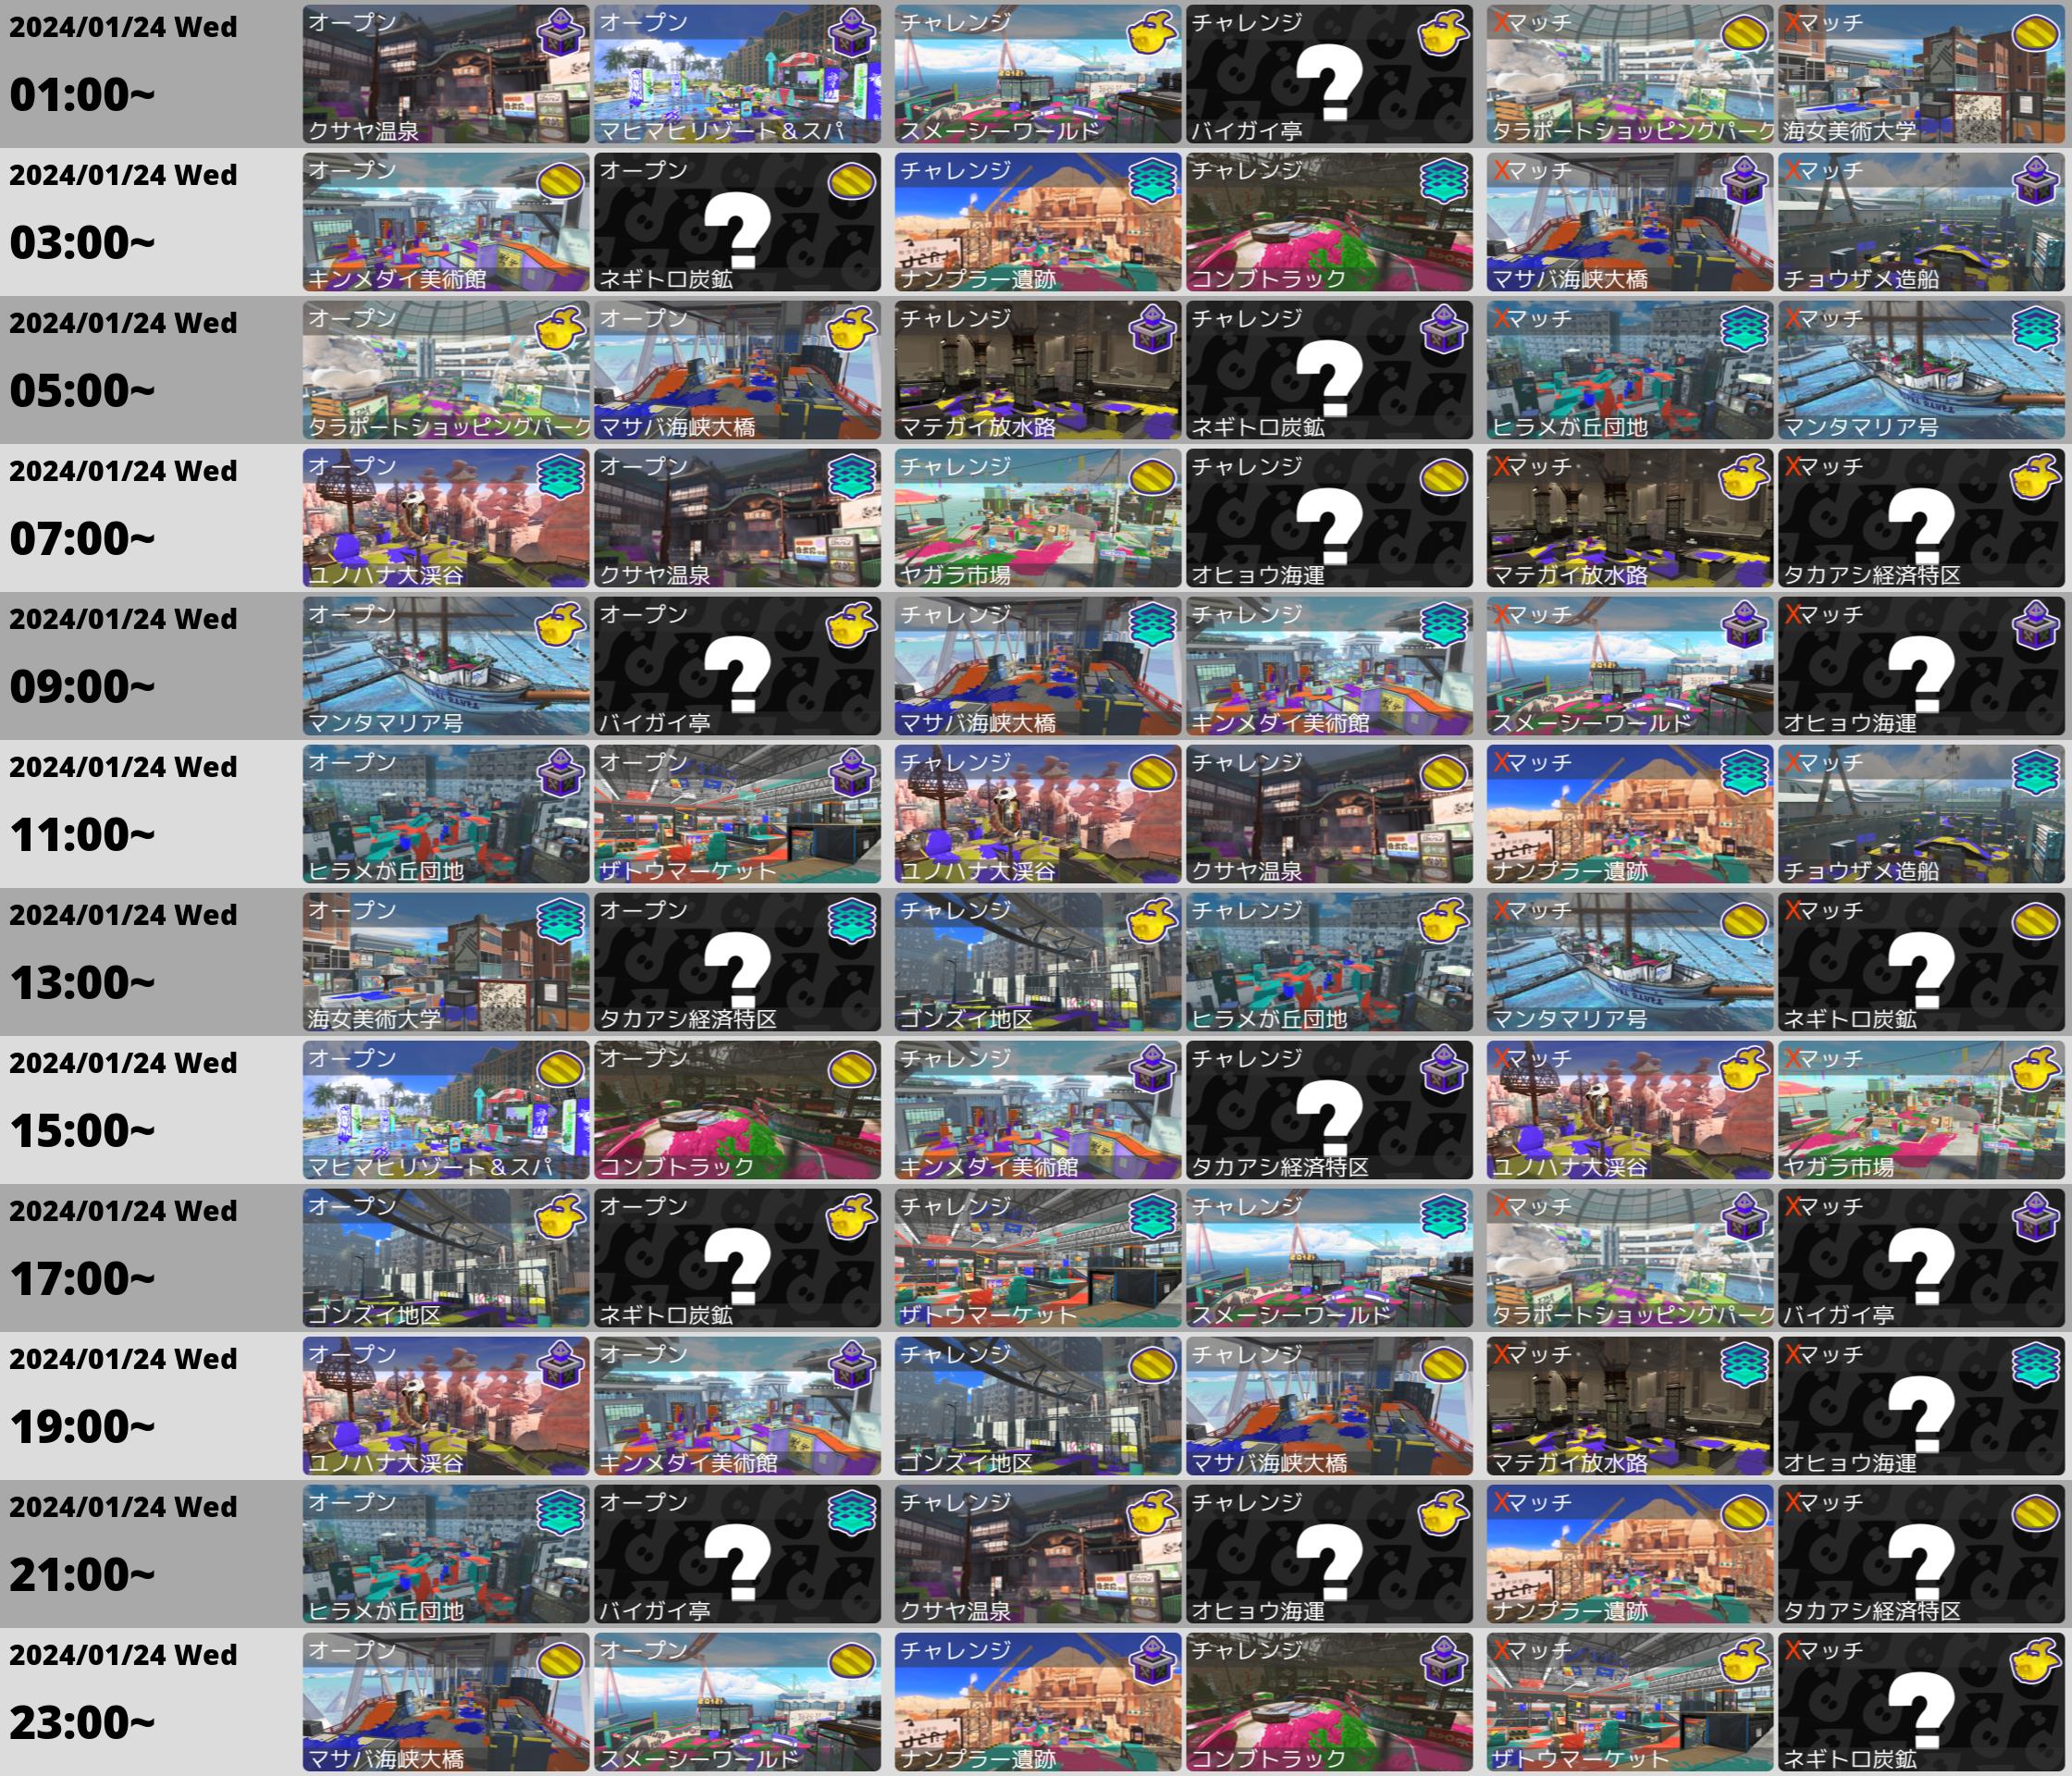 2024/01/24 Wed
01:00~
オープン
クサヤ温泉
オープン
マヒマヒリゾート&スパ
チャレンジ
スメーシーワールド
チャレンジ
バイガイ亭
Xマッチ
タラポートショッピングパーク
Xマッチ
海女美術大学
2024/01/24 Wed
03:00~
オープン
キンメダイ美術館
オープン
ネギトロ炭鉱
チャレンジ
ナンプラー遺跡
チャレンジ
コンブトラック
Xマッチ
マサバ海峡大橋
Xマッチ
チョウザメ造船
2024/01/24 Wed
05:00~
オープン
タラポートショッピングパーク
オープン
マサバ海峡大橋
チャレンジ
マテガイ放水路
チャレンジ
ネギトロ炭鉱
Xマッチ
ヒラメが丘団地
Xマッチ
マンタマリア号
2024/01/24 Wed
07:00~
オープン
ユノハナ大渓谷
オープン
クサヤ温泉
チャレンジ
ヤガラ市場
チャレンジ
オヒョウ海運
Xマッチ
マテガイ放水路
Xマッチ
タカアシ経済特区
2024/01/24 Wed
09:00~
オープン
マンタマリア号
オープン
バイガイ亭
チャレンジ
マサバ海峡大橋
チャレンジ
キンメダイ美術館
Xマッチ
スメーシーワールド
Xマッチ
オヒョウ海運
2024/01/24 Wed
11:00~
オープン
ヒラメが丘団地
オープン
ザトウマーケット
チャレンジ
ユノハナ大渓谷
チャレンジ
クサヤ温泉
Xマッチ
ナンプラー遺跡
Xマッチ
チョウザメ造船
2024/01/24 Wed
13:00~
オープン
海女美術大学
オープン
タカアシ経済特区
チャレンジ
ゴンズイ地区
チャレンジ
ヒラメが丘団地
Xマッチ
マンタマリア号
Xマッチ
ネギトロ炭鉱
2024/01/24 Wed
15:00~
オープン
マヒマヒリゾート&スパ
オープン
コンブトラック
チャレンジ
キンメダイ美術館
チャレンジ
タカアシ経済特区
Xマッチ
ユノハナ大渓谷
Xマッチ
ヤガラ市場
2024/01/24 Wed
17:00~
オープン
ゴンズイ地区
オープン
ネギトロ炭鉱
チャレンジ
ザトウマーケット
チャレンジ
スメーシーワールド
Xマッチ
タラポートショッピングパーク
Xマッチ
バイガイ亭
2024/01/24 Wed
19:00~
オープン
ユノハナ大渓谷
オープン
キンメダイ美術館
チャレンジ
ゴンズイ地区
チャレンジ
マサバ海峡大橋
Xマッチ
マテガイ放水路
Xマッチ
オヒョウ海運
2024/01/24 Wed
21:00~
オープン
ヒラメが丘団地
オープン
バイガイ亭
チャレンジ
クサヤ温泉
チャレンジ
オヒョウ海運
Xマッチ
ナンプラー遺跡
Xマッチ
タカアシ経済特区
2024/01/24 Wed
23:00~
オープン
マサバ海峡大橋
オープン
スメーシーワールド
チャレンジ
ナンプラー遺跡
チャレンジ
コンブトラック
Xマッチ
ザトウマーケット
Xマッチ
ネギトロ炭鉱